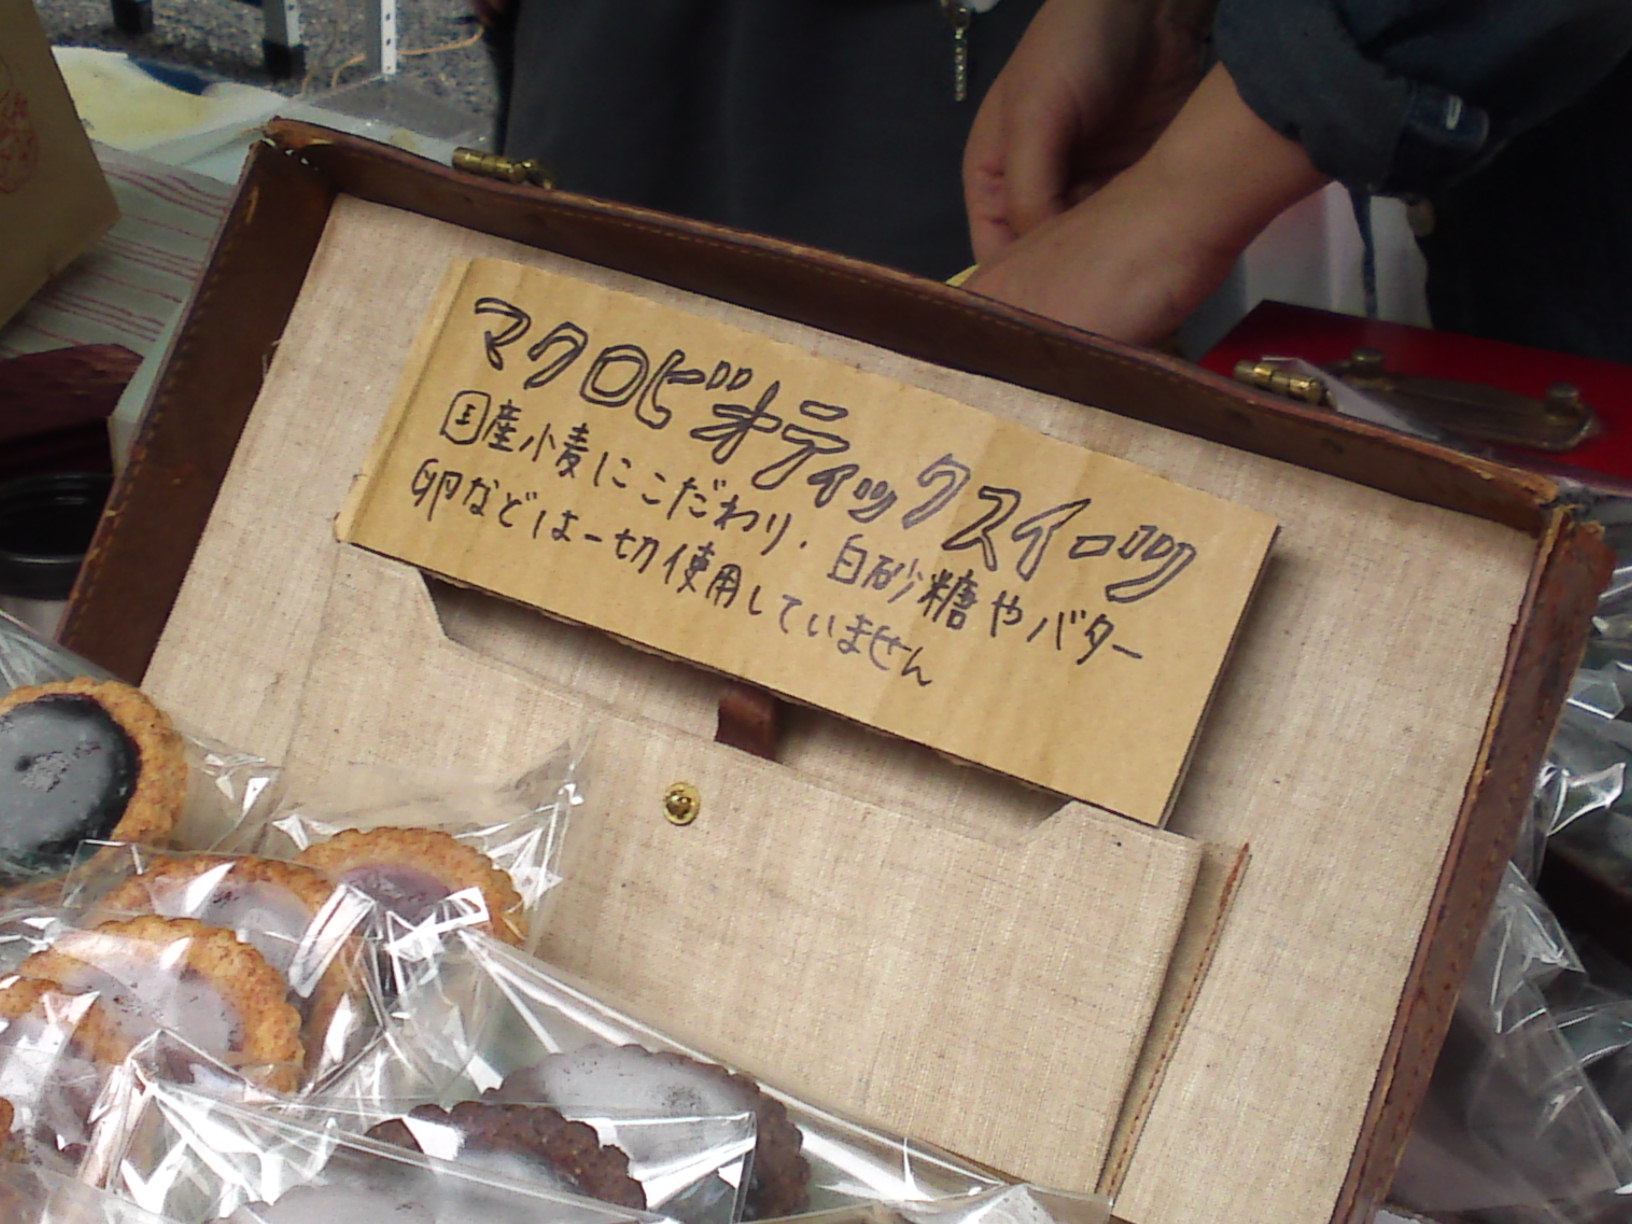 マクロビオティックスイーツ
国産小麦にこだわり．白砂糖やバター
卵などは一切使用していません